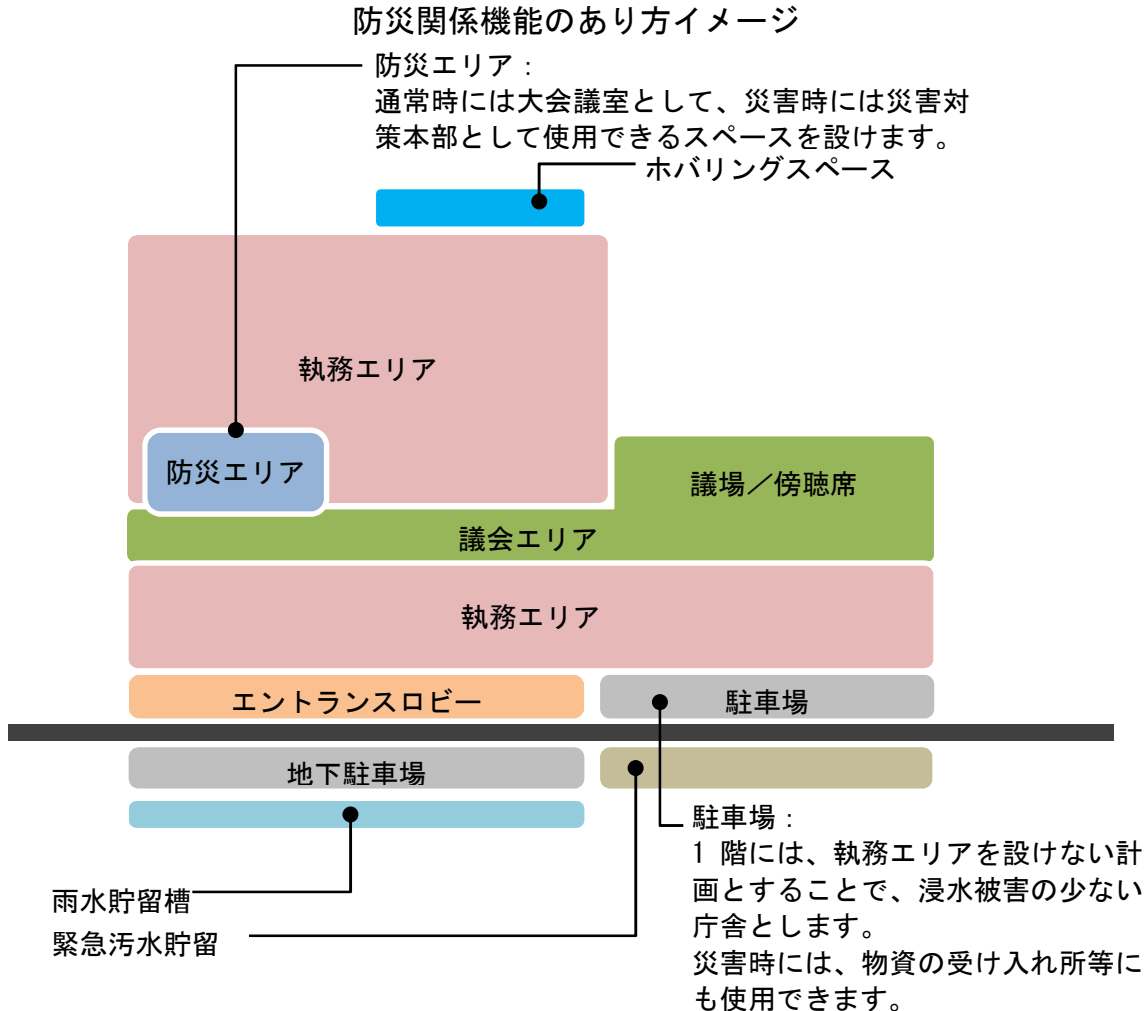 防災関係機能のあり方イメージ
防災エリア：
通常時には大会議室として、災害時には災害対
策本部として使用できるスペースを設けます。
ホバリングスペース
執務エリア
防災エリア
議場／傍聴席
議会エリア
執務エリア
エントランスロビー
駐車場
地下駐車場
駐車場：
1 階には、執務エリアを設けない計
画とすることで、浸水被害の少ない
庁舎とします。
災害時には、物資の受け入れ所等に
も使用できます。
雨水貯留槽
緊急汚水貯留